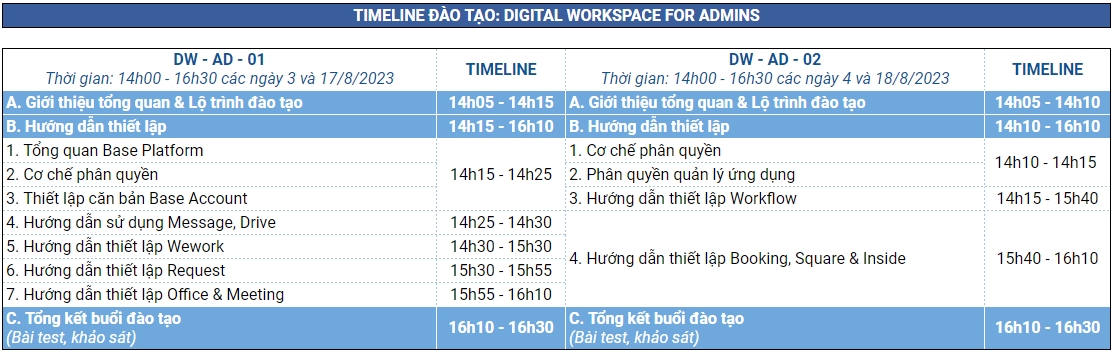 TIMELINE ĐÀO TẠO: DIGITAL WORKSPACE FOR ADMINS
DW - AD - 01
Thời gian: 14h00 - 16h30 các ngày 3 và 17/8/2023
TIMELINE
DW - AD - 02
Thời gian: 14h00 - 16h30 các ngày 4 và 18/8/2023
TIMELINE
A. Giới thiệu tổng quan & Lộ trình đào tạo
14h05 - 14h15
A. Giới thiệu tổng quan & Lộ trình đào tạo
14h05 - 14h10
B. Hướng dẫn thiết lập
14h15 - 16h10
B. Hướng dẫn thiết lập
14h10 - 16h10
1. Tổng quan Base Platform
2. Cơ chế phân quyền
3. Thiết lập căn bản Base Account
14h15 - 14h25
1. Cơ chế phân quyền
2. Phân quyền quản lý ứng dụng
14h10 - 14h15
3. Hướng dẫn thiết lập Workflow
14h15 - 15h40
4. Hướng dẫn sử dụng Message, Drive
14h25 - 14h30
5. Hướng dẫn thiết lập Wework
14h30 - 15h30
6. Hướng dẫn thiết lập Request
15h30 - 15h55
7. Hướng dẫn thiết lập Office & Meeting
15h55 - 16h10
4. Hướng dẫn thiết lập Booking, Square & Inside
15h40 - 16h10
C. Tổng kết buổi đào tạo
(Bài test, khảo sát)
16h10 - 16h30
C. Tổng kết buổi đào tạo
(Bài test, khảo sát)
16h10 - 16h30